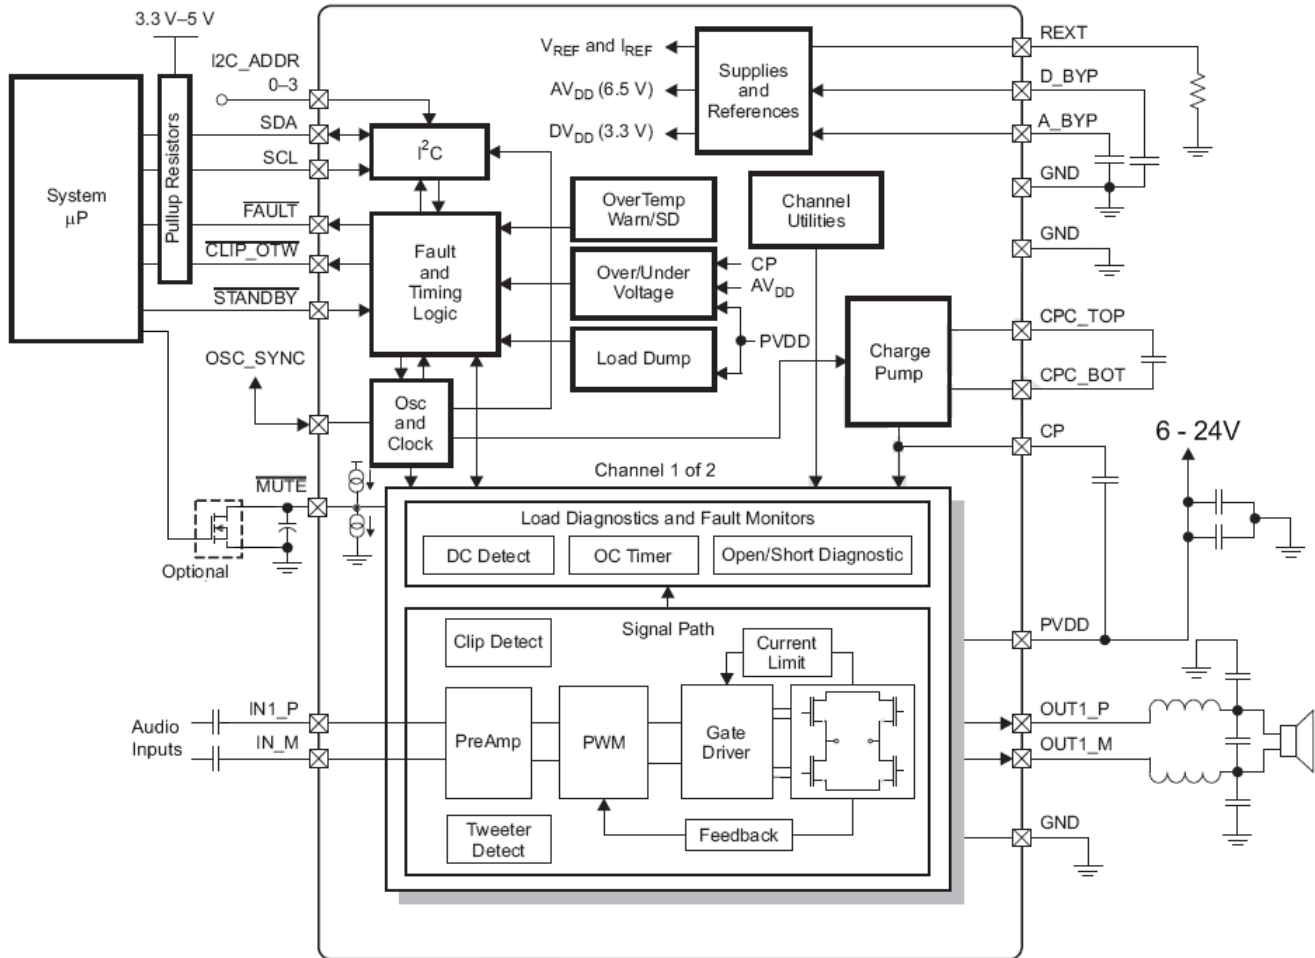 3.3 V–5 V
I2C_ADDR
0–3
SDA
SCL
FAULT
CLIP_OTW
STANDBY
OSC_SYNC
MUTE
System
μP
Pullup Resistors
Optional
Audio
Inputs
IN1_P
IN_M
I²C
Fault
and
Timing
Logic
Osc
and
Clock
V_REF and I_REF
AV_DD (6.5 V)
DV_DD (3.3 V)
Supplies
and
References
OverTemp
Warn/SD
Over/Under
Voltage
Load Dump
CP
AV_DD
PVDD
Channel
Utilities
Charge
Pump
Channel 1 of 2
Load Diagnostics and Fault Monitors
DC Detect
OC Timer
Open/Short Diagnostic
Signal Path
Clip Detect
Current
Limit
PreAmp
PWM
Gate
Driver
Tweeter
Detect
Feedback
REXT
D_BYP
A_BYP
GND
GND
CPC_TOP
CPC_BOT
CP
6 - 24V
PVDD
OUT1_P
OUT1_M
GND